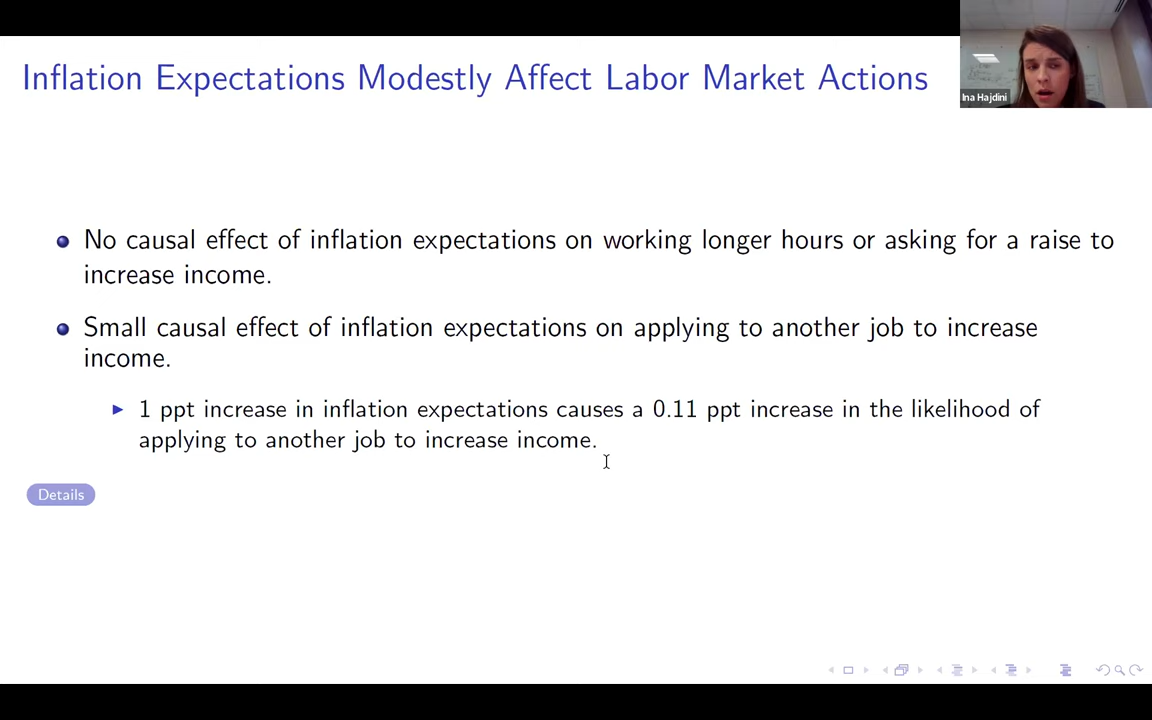 Inflation Expectations Modestly Affect Labor Market Actions
Ina Hajdini
No causal effect of inflation expectations on working longer hours or asking for a raise to
increase income.
Small causal effect of inflation expectations on applying to another job to increase
income.
1 ppt increase in inflation expectations causes a 0.11 ppt increase in the likelihood of
applying to another job to increase income.
Details